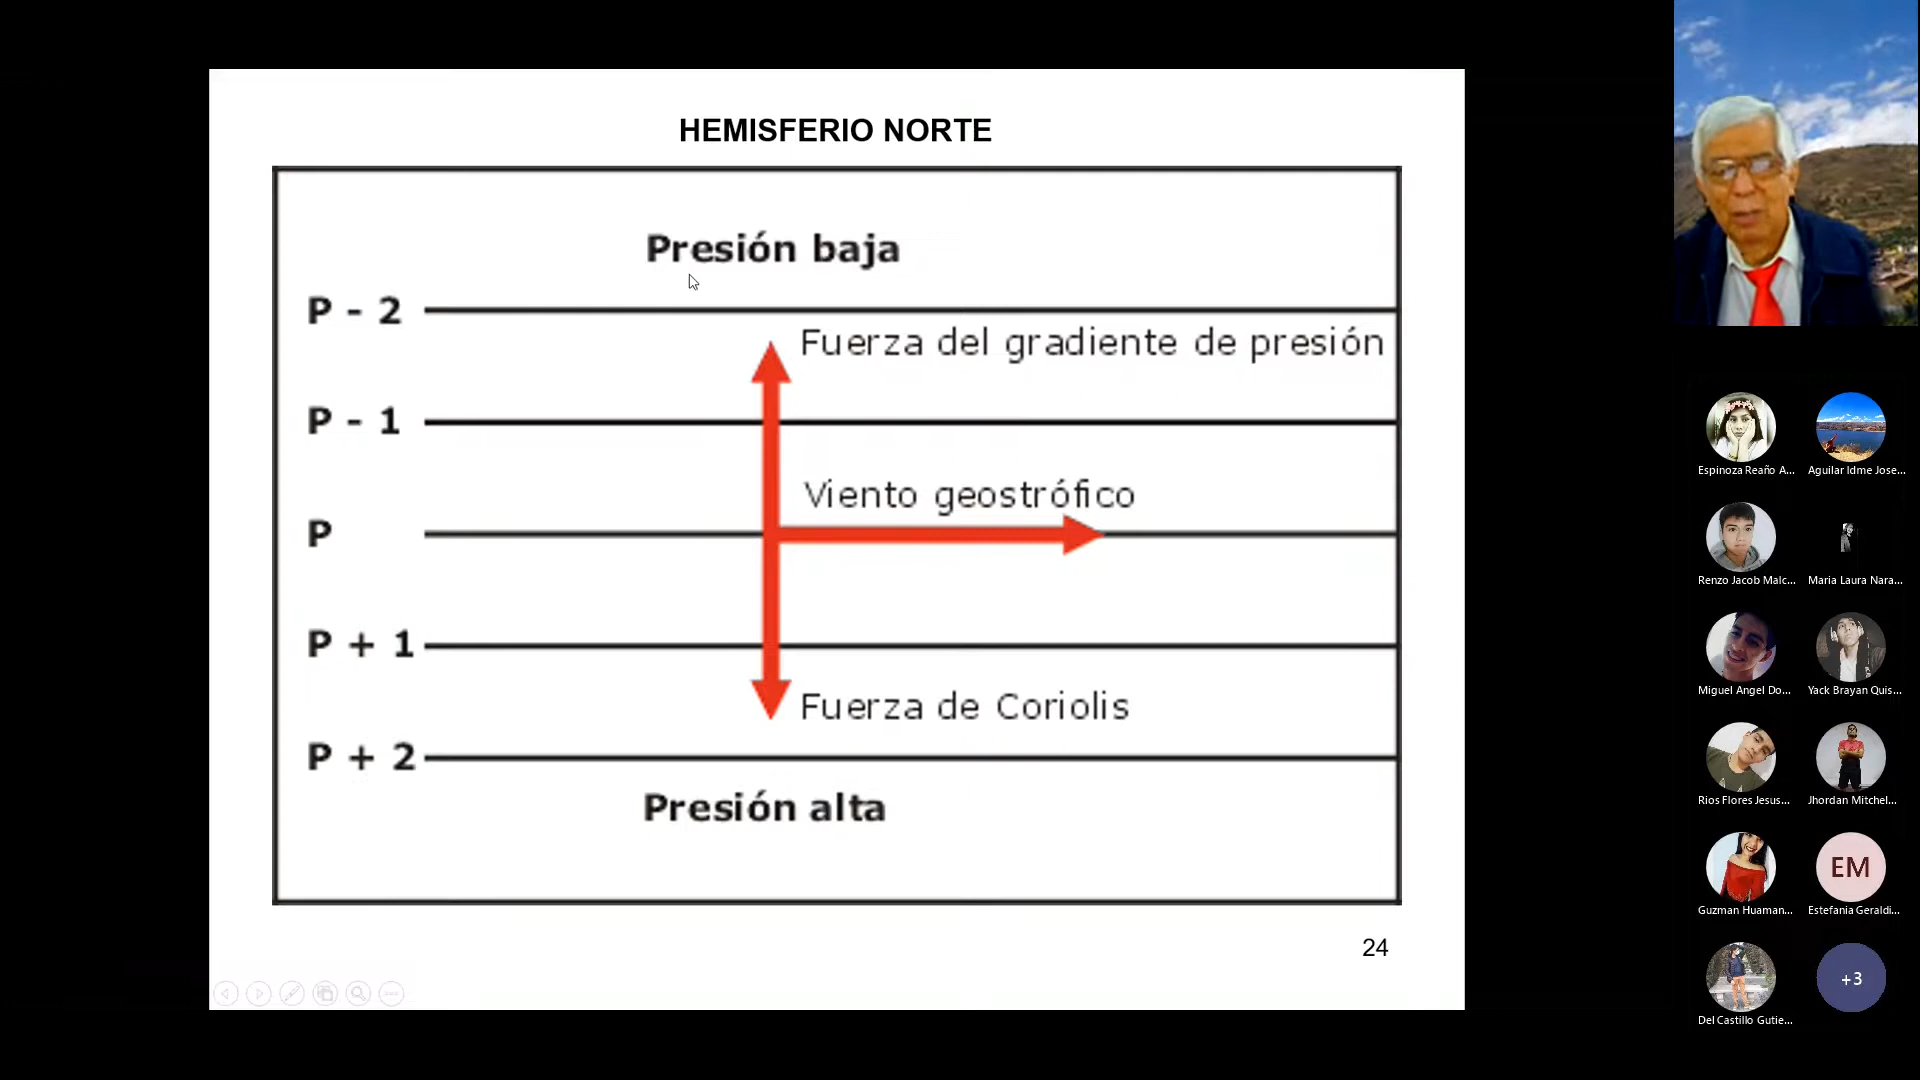 HEMISFERIO NORTE
Presión baja
P - 2
Fuerza del gradiente de presión
P - 1
Viento geostrófico
P
P + 1
Fuerza de Coriolis
P + 2
Presión alta
24
Espinoza Reaño A...
Aguilar Idme Jose...
Renzo Jacob Malc...
Maria Laura Nara...
Miguel Angel Do...
Yack Brayan Quis...
Rios Flores Jesus...
Jhordan Mitchel...
Guzman Huaman...
EM
Estefania Geraldi...
Del Castillo Gutie...
+3